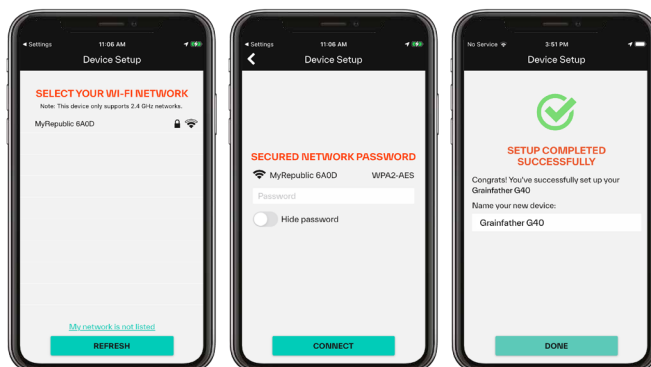 Settings
11:06 AM
Device Setup
SELECT YOUR WI-FI NETWORK
Note: This device only supports 2.4 GHz networks.
MyRepublic 6A0D
My network is not listed
REFRESH
Settings
11:06 AM
Device Setup
SECURED NETWORK PASSWORD
MyRepublic 6A0D WPA2-AES
Password
Hide password
CONNECT
No Service
3:51 PM
Device Setup
SETUP COMPLETED
SUCCESSFULLY
Congrats! You've successfully set up your
Grainfather G40
Name your new device:
Grainfather G40
DONE